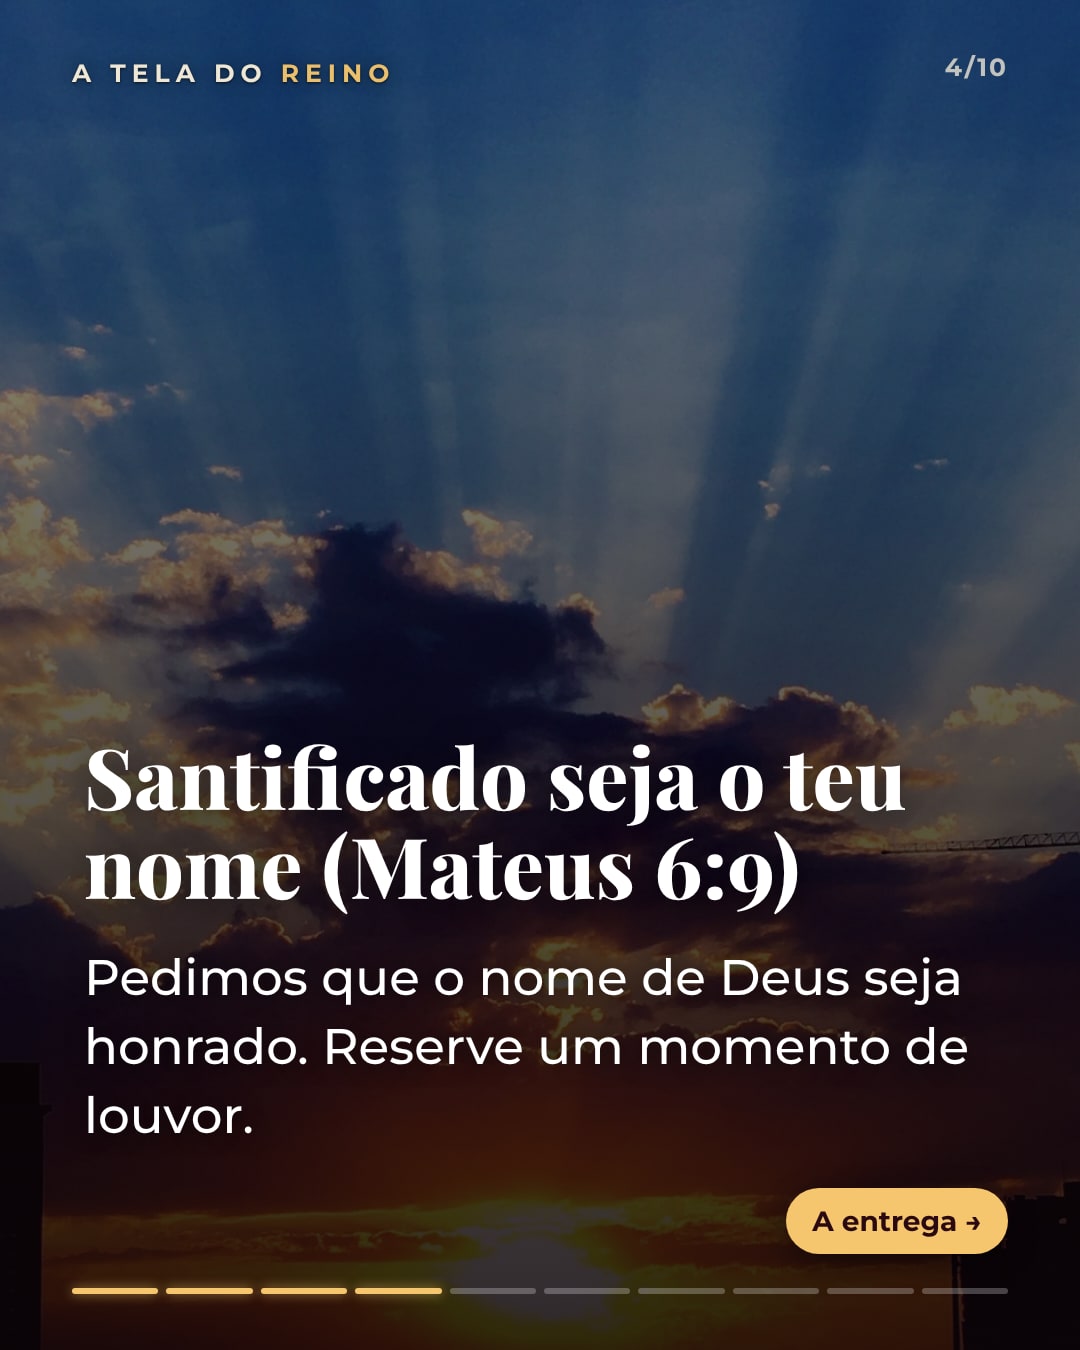 A TELA DO REINO
4/10
Santificado seja o teu
nome (Mateus 6:9)
Pedimos que o nome de Deus seja
honrado. Reserve um momento de
louvor.
A entrega →